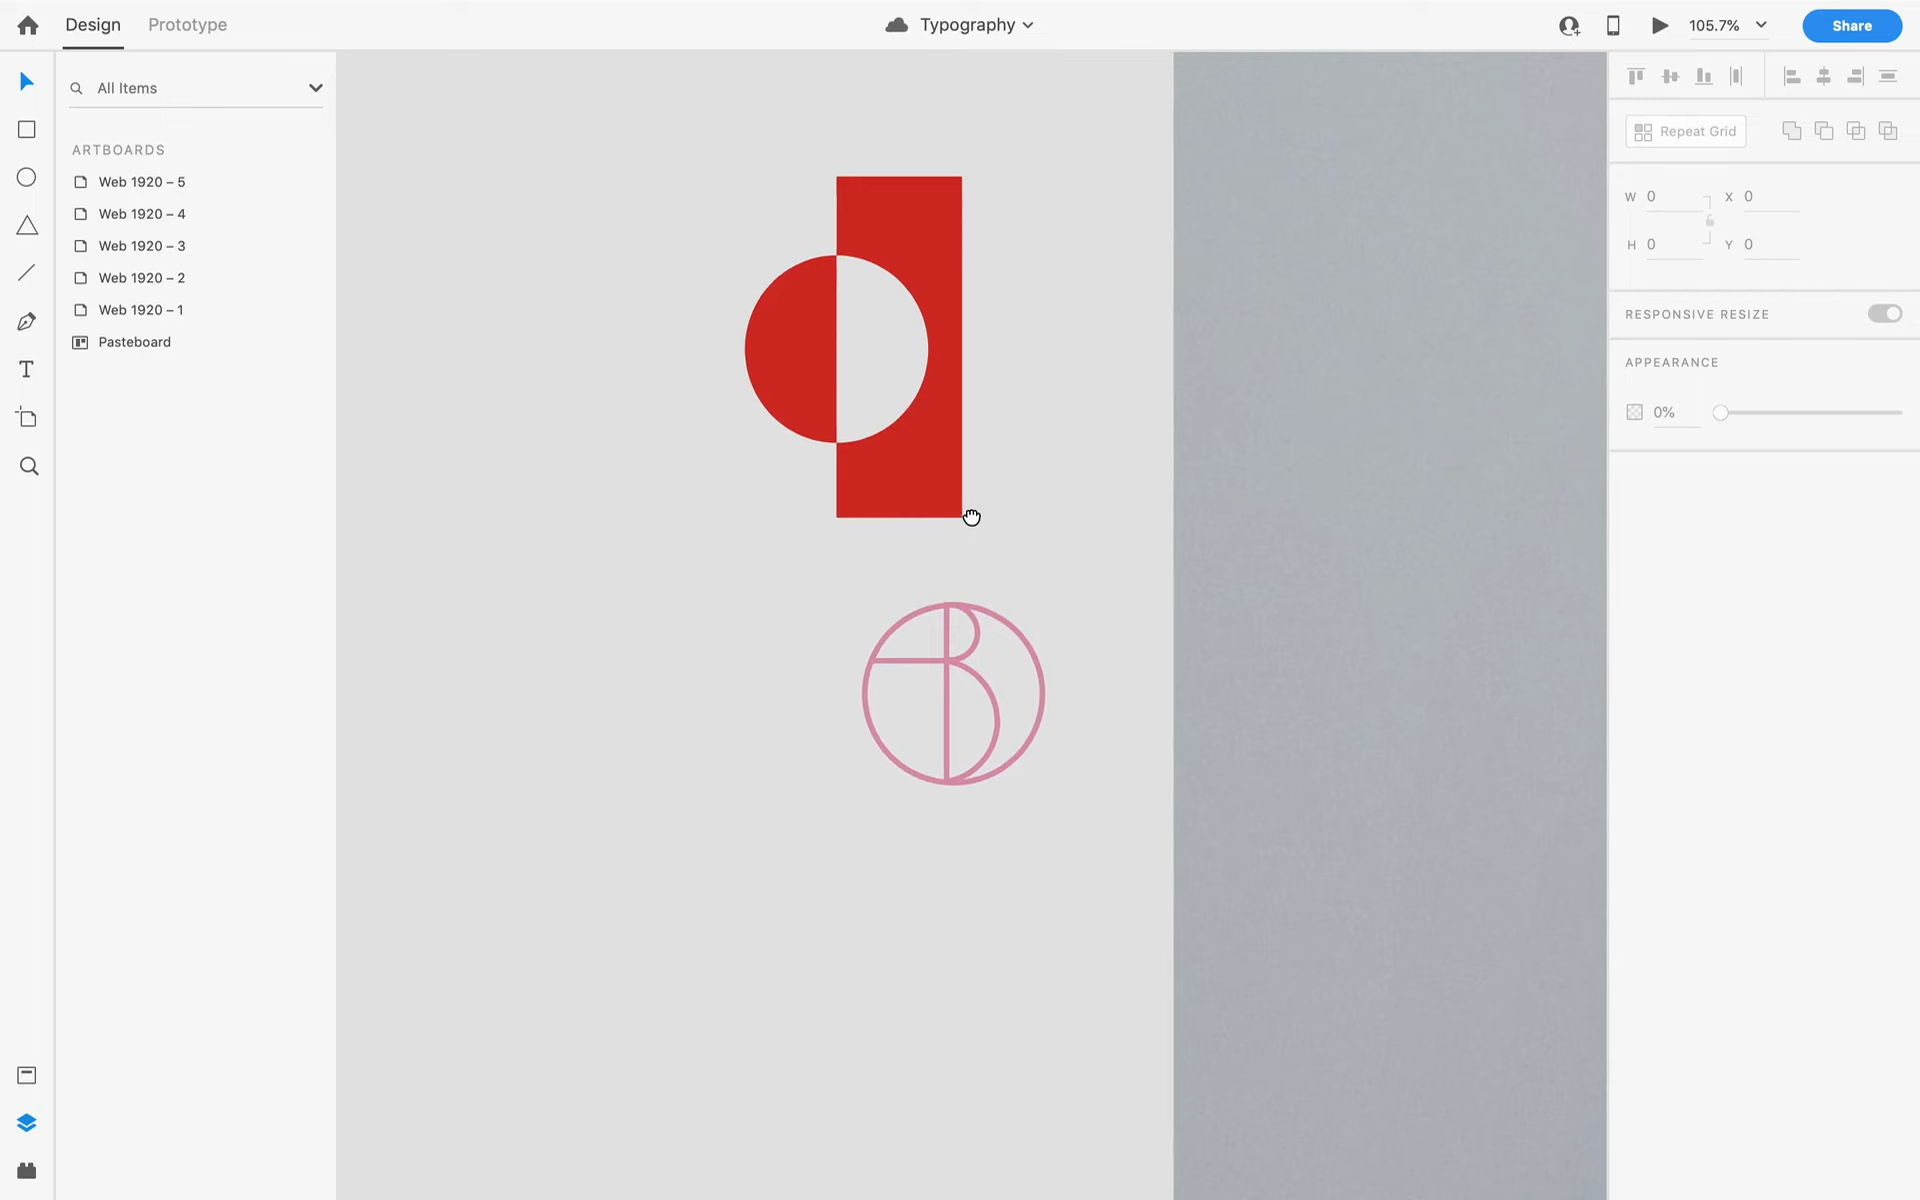 Design
Prototype
Typography
105.7%
Share
All Items
ARTBOARDS
Web 1920 – 5
Web 1920 – 4
Web 1920 – 3
Web 1920 – 2
Web 1920 – 1
Pasteboard
T
B
Repeat Grid
W 0
X 0
H 0
Y 0
RESPONSIVE RESIZE
APPEARANCE
0%